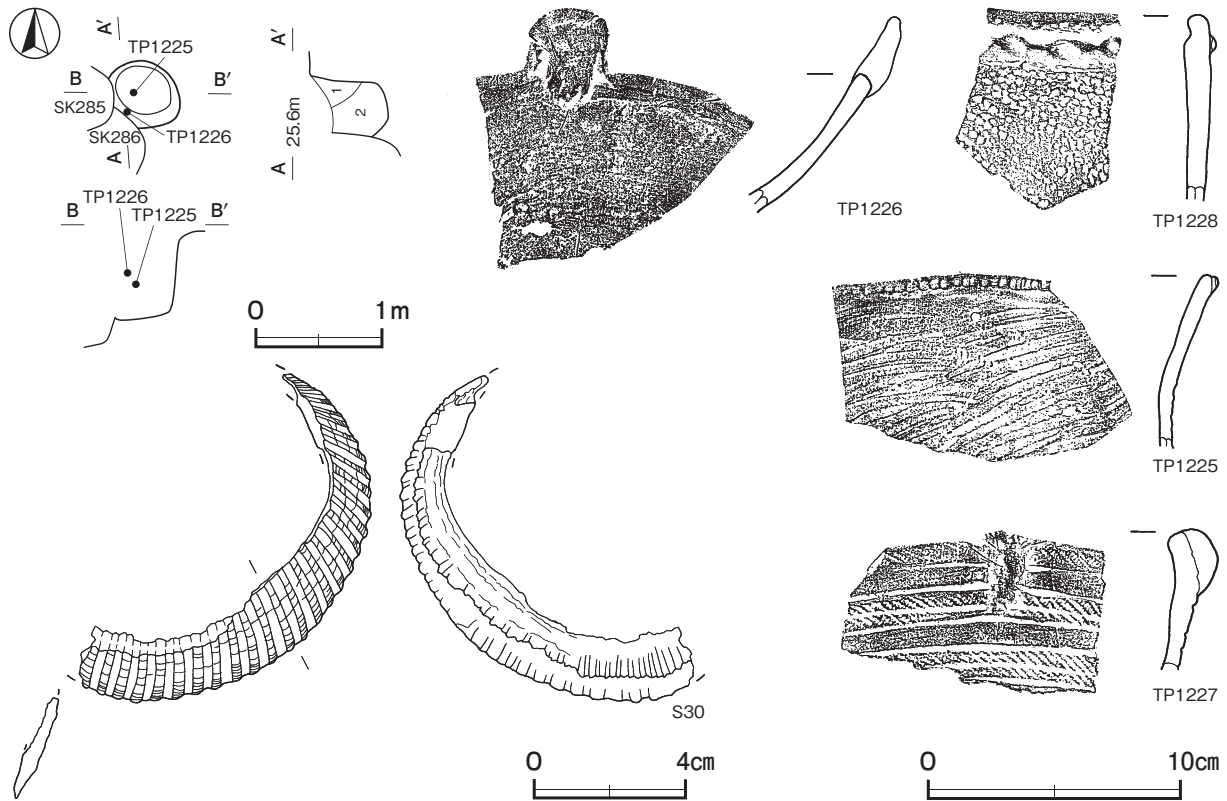 A′
TP1225
B
B′
SK285
SK286
TP1226
A
A′
1
2
25.6m
A
TP1226
B
TP1225
B′
0
1m
TP1226
TP1228
TP1225
TP1227
S30
0
4cm
0
10cm